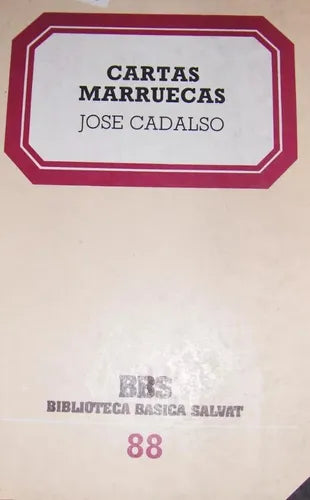 CARTAS
MARRUECAS
JOSE CADALSO
BBS
BIBLIOTECA BASICA SALVAT
88